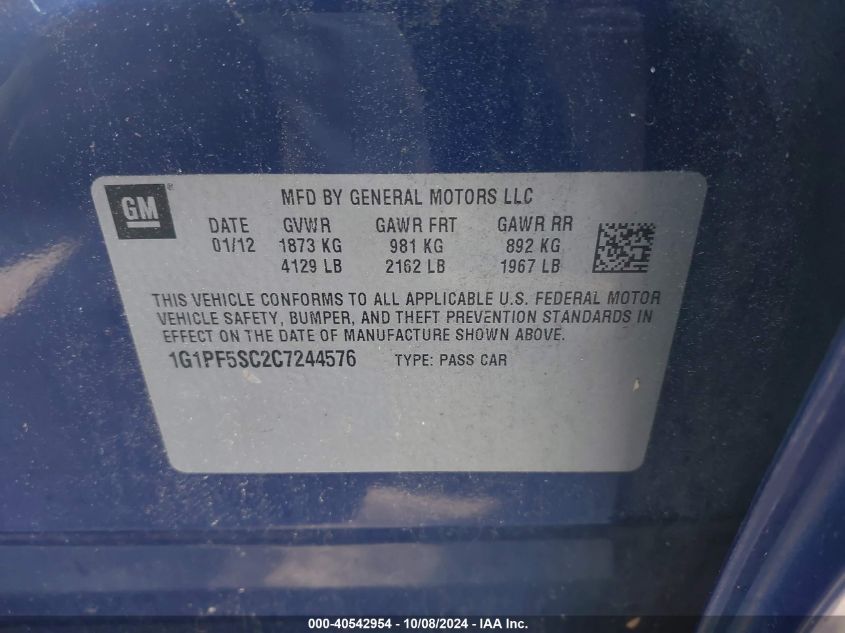 GM ®
MFD BY GENERAL MOTORS LLC
DATE GVWR GAWR FRT GAWR RR
01/12 1873 KG 981 KG 892 KG
4129 LB 2162 LB 1967 LB
THIS VEHICLE CONFORMS TO ALL APPLICABLE U.S. FEDERAL MOTOR
VEHICLE SAFETY, BUMPER, AND THEFT PREVENTION STANDARDS IN
EFFECT ON THE DATE OF MANUFACTURE SHOWN ABOVE.
1G1PF5SC2C7244576 TYPE: PASS CAR
000-40542954 - 10/08/2024 - IAA Inc.